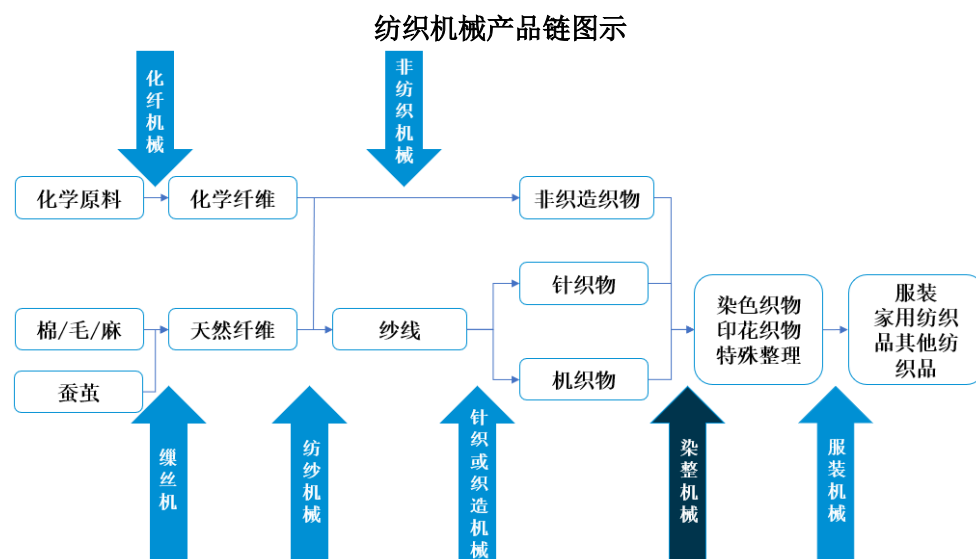 纺织机械产品链图示
化纤机械
非纺织机械
化学原料
化学纤维
非织造织物
针织物
棉/毛/麻
天然纤维
纱线
染色织物
印花织物
特殊整理
服装
家用纺织
品其他纺
织品
蚕茧
机织物
缫丝机
纺纱机械
针织或织造机械
染整机械
服装机械